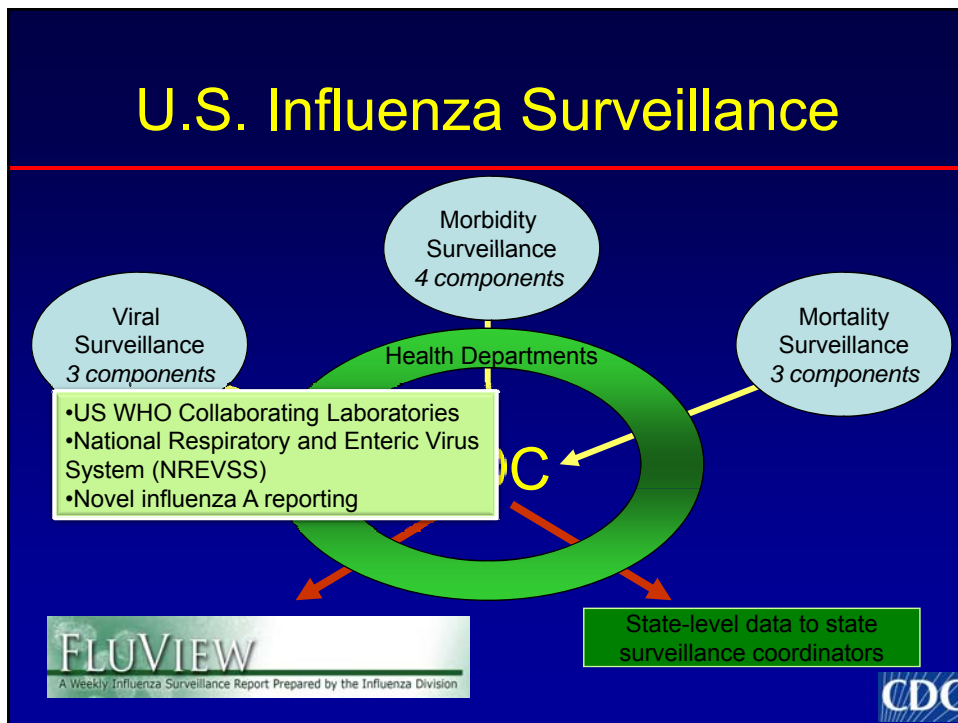 U.S. Influenza Surveillance
Morbidity
Surveillance
4 components
Viral
Surveillance
3 components
Mortality
Surveillance
3 components
Health Departments
•US WHO Collaborating Laboratories
•National Respiratory and Enteric Virus
System (NREVSS)
•Novel influenza A reporting
FLUVIEW
A Weekly Influenza Surveillance Report Prepared by the Influenza Division
State-level data to state
surveillance coordinators
CDC